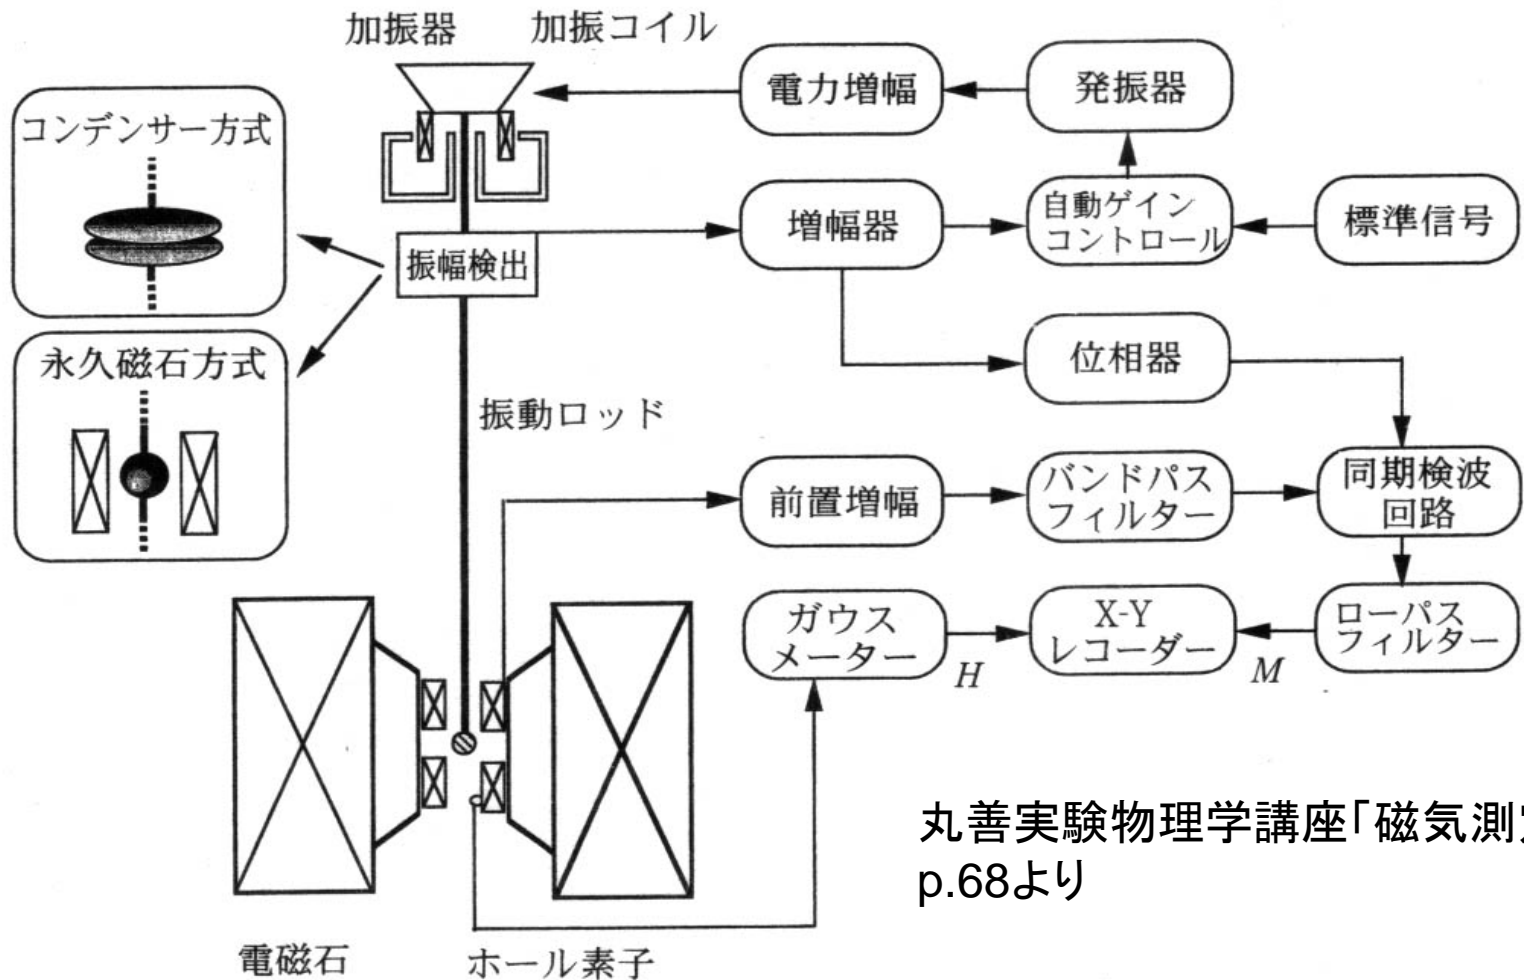 加振器
加振コイル
電力増幅
発振器
コンデンサー方式
増幅器
自動ゲイン
コントロール
標準信号
振幅検出
永久磁石方式
位相器
振動ロッド
前置増幅
バンドパス
フィルター
同期検波
回路
ガウス
メーター
H
X-Y
レコーダー
M
ローパス
フィルター
丸善実験物理学講座「磁気測
p.68より
電磁石
ホール素子